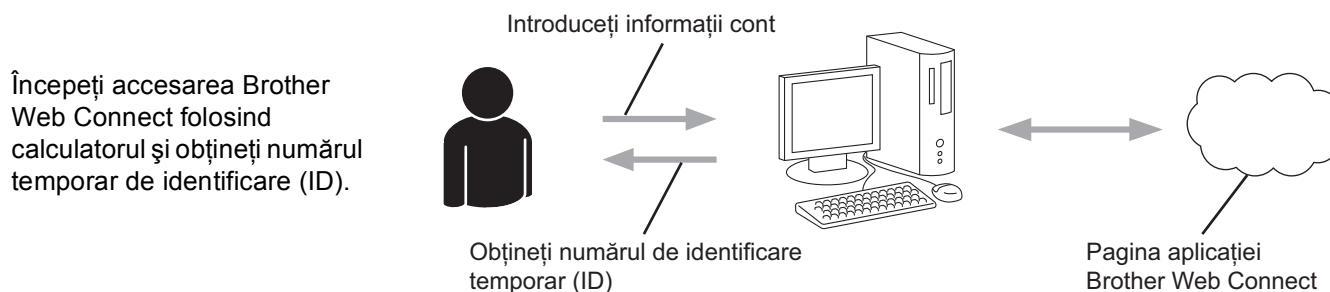 Introduceți informații cont
Începeți accesarea Brother
Web Connect folosind
calculatorul şi obțineți numărul
temporar de identificare (ID).
Obțineți numărul de identificare
temporar (ID)
Pagina aplicației
Brother Web Connect